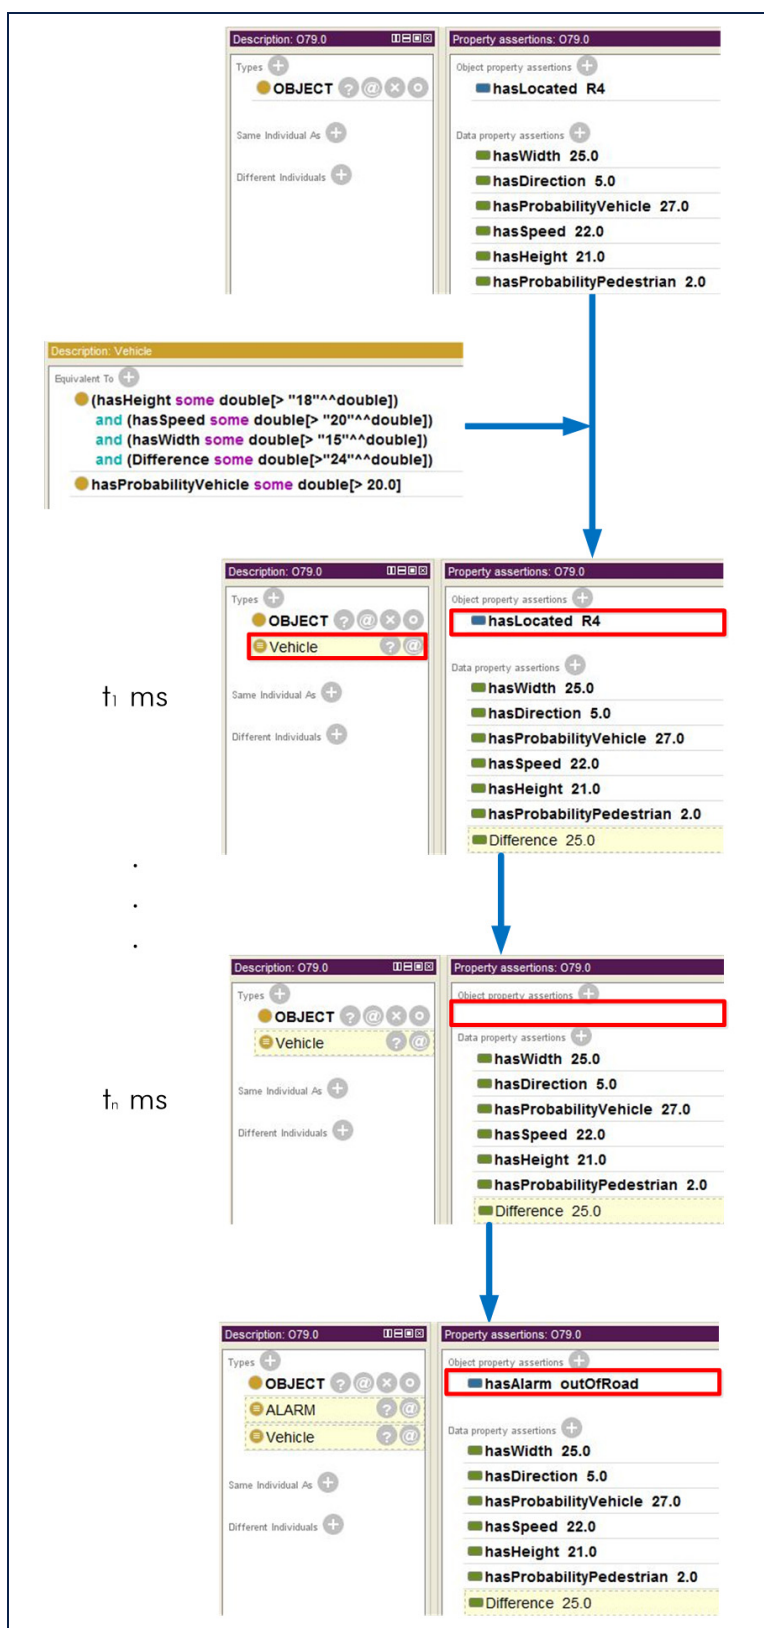 Description: O79.0
Types
OBJECT
Same Individual As
Different Individuals
Property assertions: O79.0
Object property assertions
hasLocated R4
Data property assertions
hasWidth 25.0
hasDirection 5.0
hasProbabilityVehicle 27.0
hasSpeed 22.0
hasHeight 21.0
hasProbabilityPedestrian 2.0
Description: Vehicle
Equivalent To
(hasHeight some double[> "18"^^double])
and (hasSpeed some double[> "20"^^double])
and (hasWidth some double[> "15"^^double])
and (Difference some double[>"24"^^double])
hasProbabilityVehicle some double[> 20.0]
t₁ ms
Description: O79.0
Types
OBJECT
Vehicle
Same Individual As
Different Individuals
Property assertions: O79.0
Object property assertions
hasLocated R4
Data property assertions
hasWidth 25.0
hasDirection 5.0
hasProbabilityVehicle 27.0
hasSpeed 22.0
hasHeight 21.0
hasProbabilityPedestrian 2.0
Difference 25.0
.
.
.
tₙ ms
Description: O79.0
Types
OBJECT
Vehicle
Same Individual As
Different Individuals
Property assertions: O79.0
Object property assertions
Data property assertions
hasWidth 25.0
hasDirection 5.0
hasProbabilityVehicle 27.0
hasSpeed 22.0
hasHeight 21.0
hasProbabilityPedestrian 2.0
Difference 25.0
Description: O79.0
Types
OBJECT
ALARM
Vehicle
Same Individual As
Different Individuals
Property assertions: O79.0
Object property assertions
hasAlarm outOfRoad
Data property assertions
hasWidth 25.0
hasDirection 5.0
hasProbabilityVehicle 27.0
hasSpeed 22.0
hasHeight 21.0
hasProbabilityPedestrian 2.0
Difference 25.0